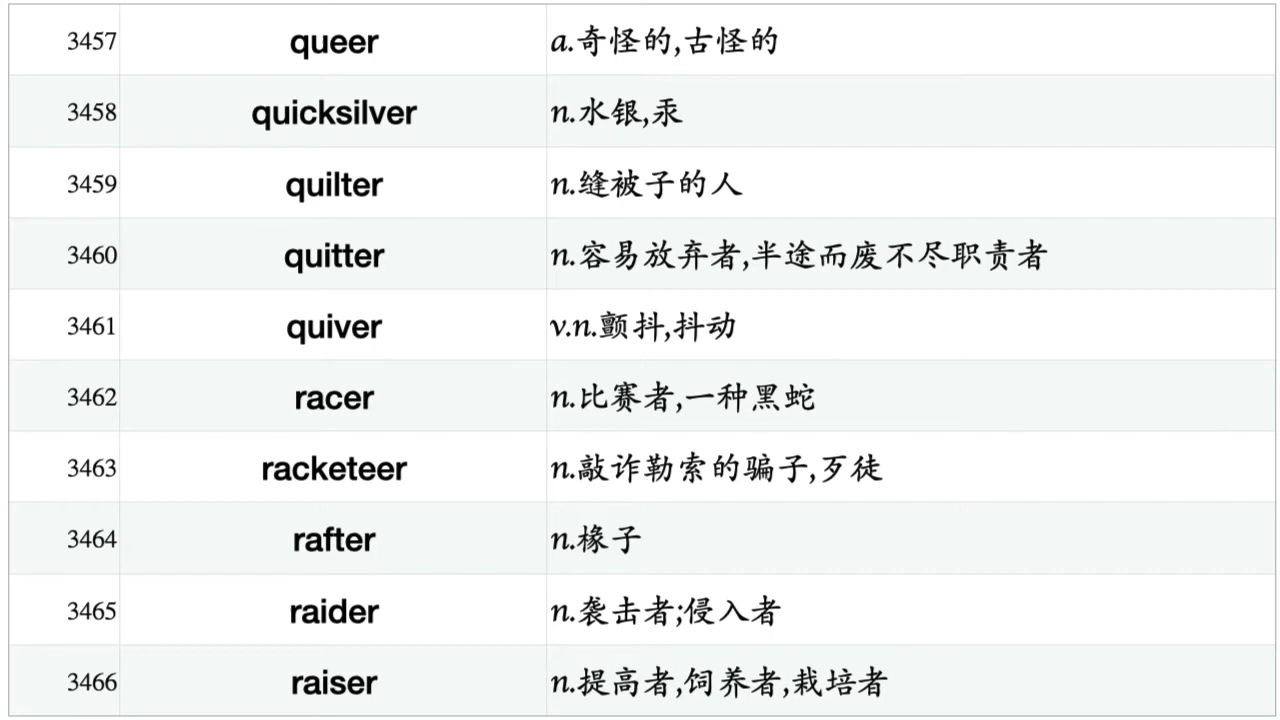 3457 queer a.奇怪的,古怪的
3458 quicksilver n.水银,汞
3459 quilter n.缝被子的人
3460 quitter n.容易放弃者,半途而废不尽职责者
3461 quiver v.n.颤抖,抖动
3462 racer n.比赛者,一种黑蛇
3463 racketeer n.敲诈勒索的骗子,歹徒
3464 rafter n.椽子
3465 raider n.袭击者;侵入者
3466 raiser n.提高者,饲养者,栽培者